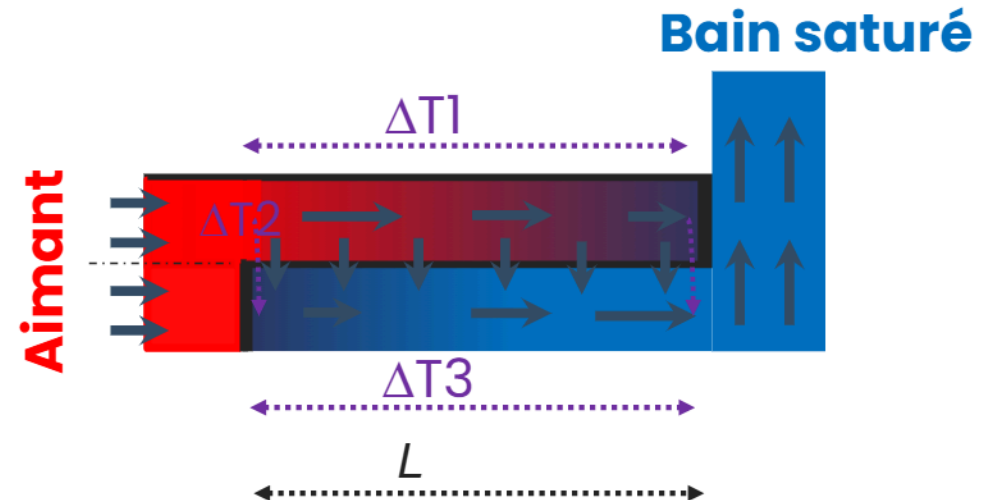 Bain saturé
ΔT1
Aimant
ΔT2
ΔT3
L